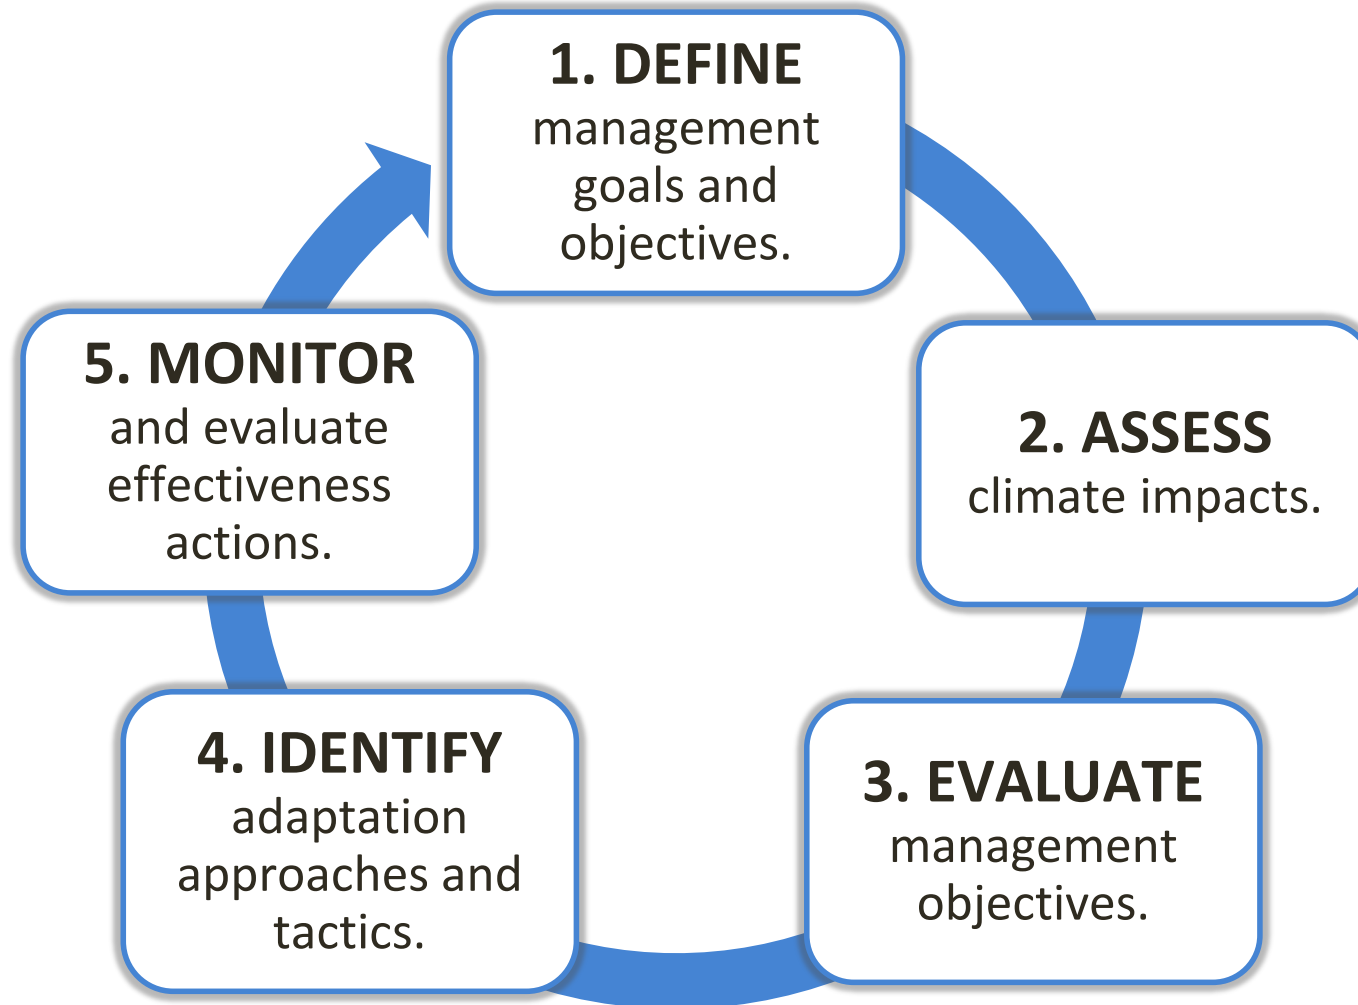 1. DEFINE
management
goals and
objectives.
2. ASSESS
climate impacts.
3. EVALUATE
management
objectives.
4. IDENTIFY
adaptation
approaches and
tactics.
5. MONITOR
and evaluate
effectiveness
actions.